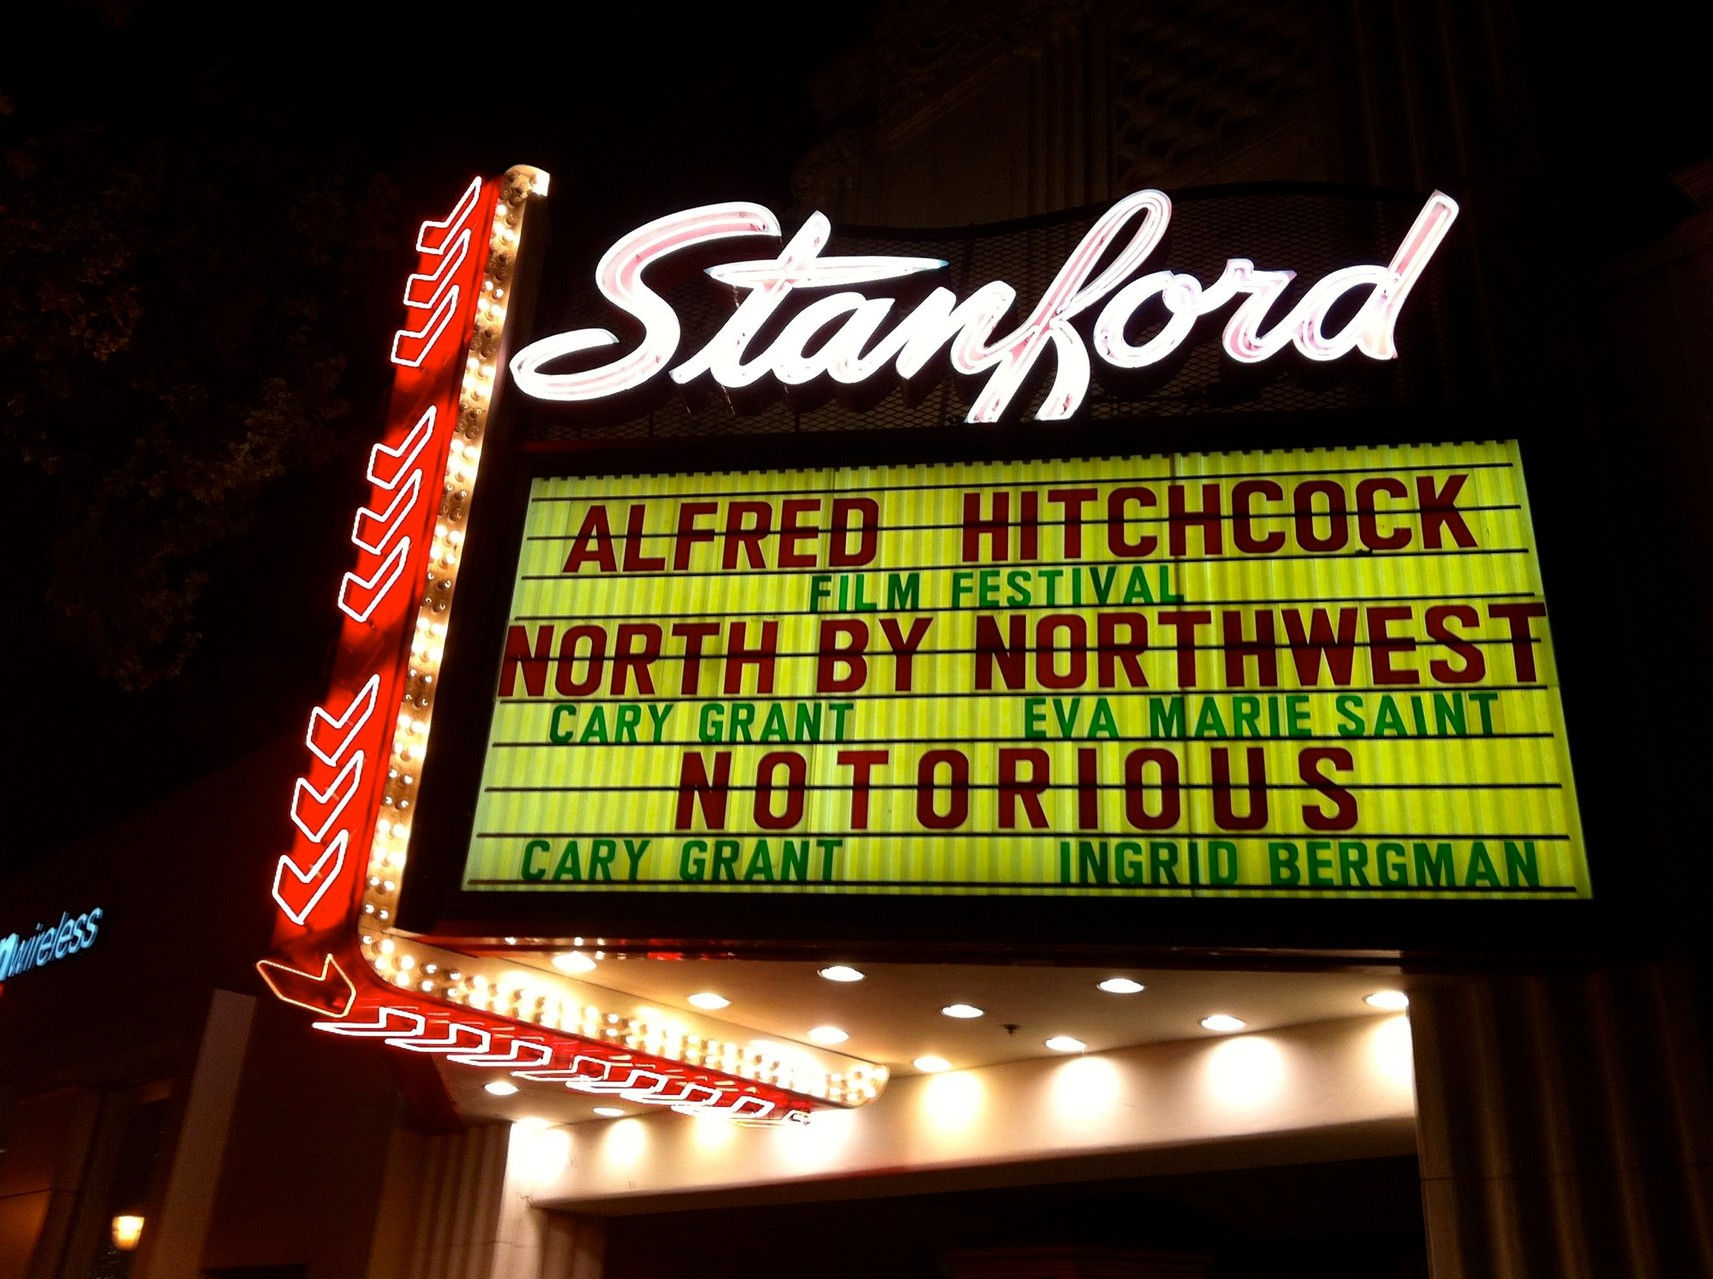 Stanford
ALFRED HITCHCOCK
FILM FESTIVAL
NORTH BY NORTHWEST
CARY GRANT EVA MARIE SAINT
NOTORIOUS
CARY GRANT INGRID BERGMAN
wireless